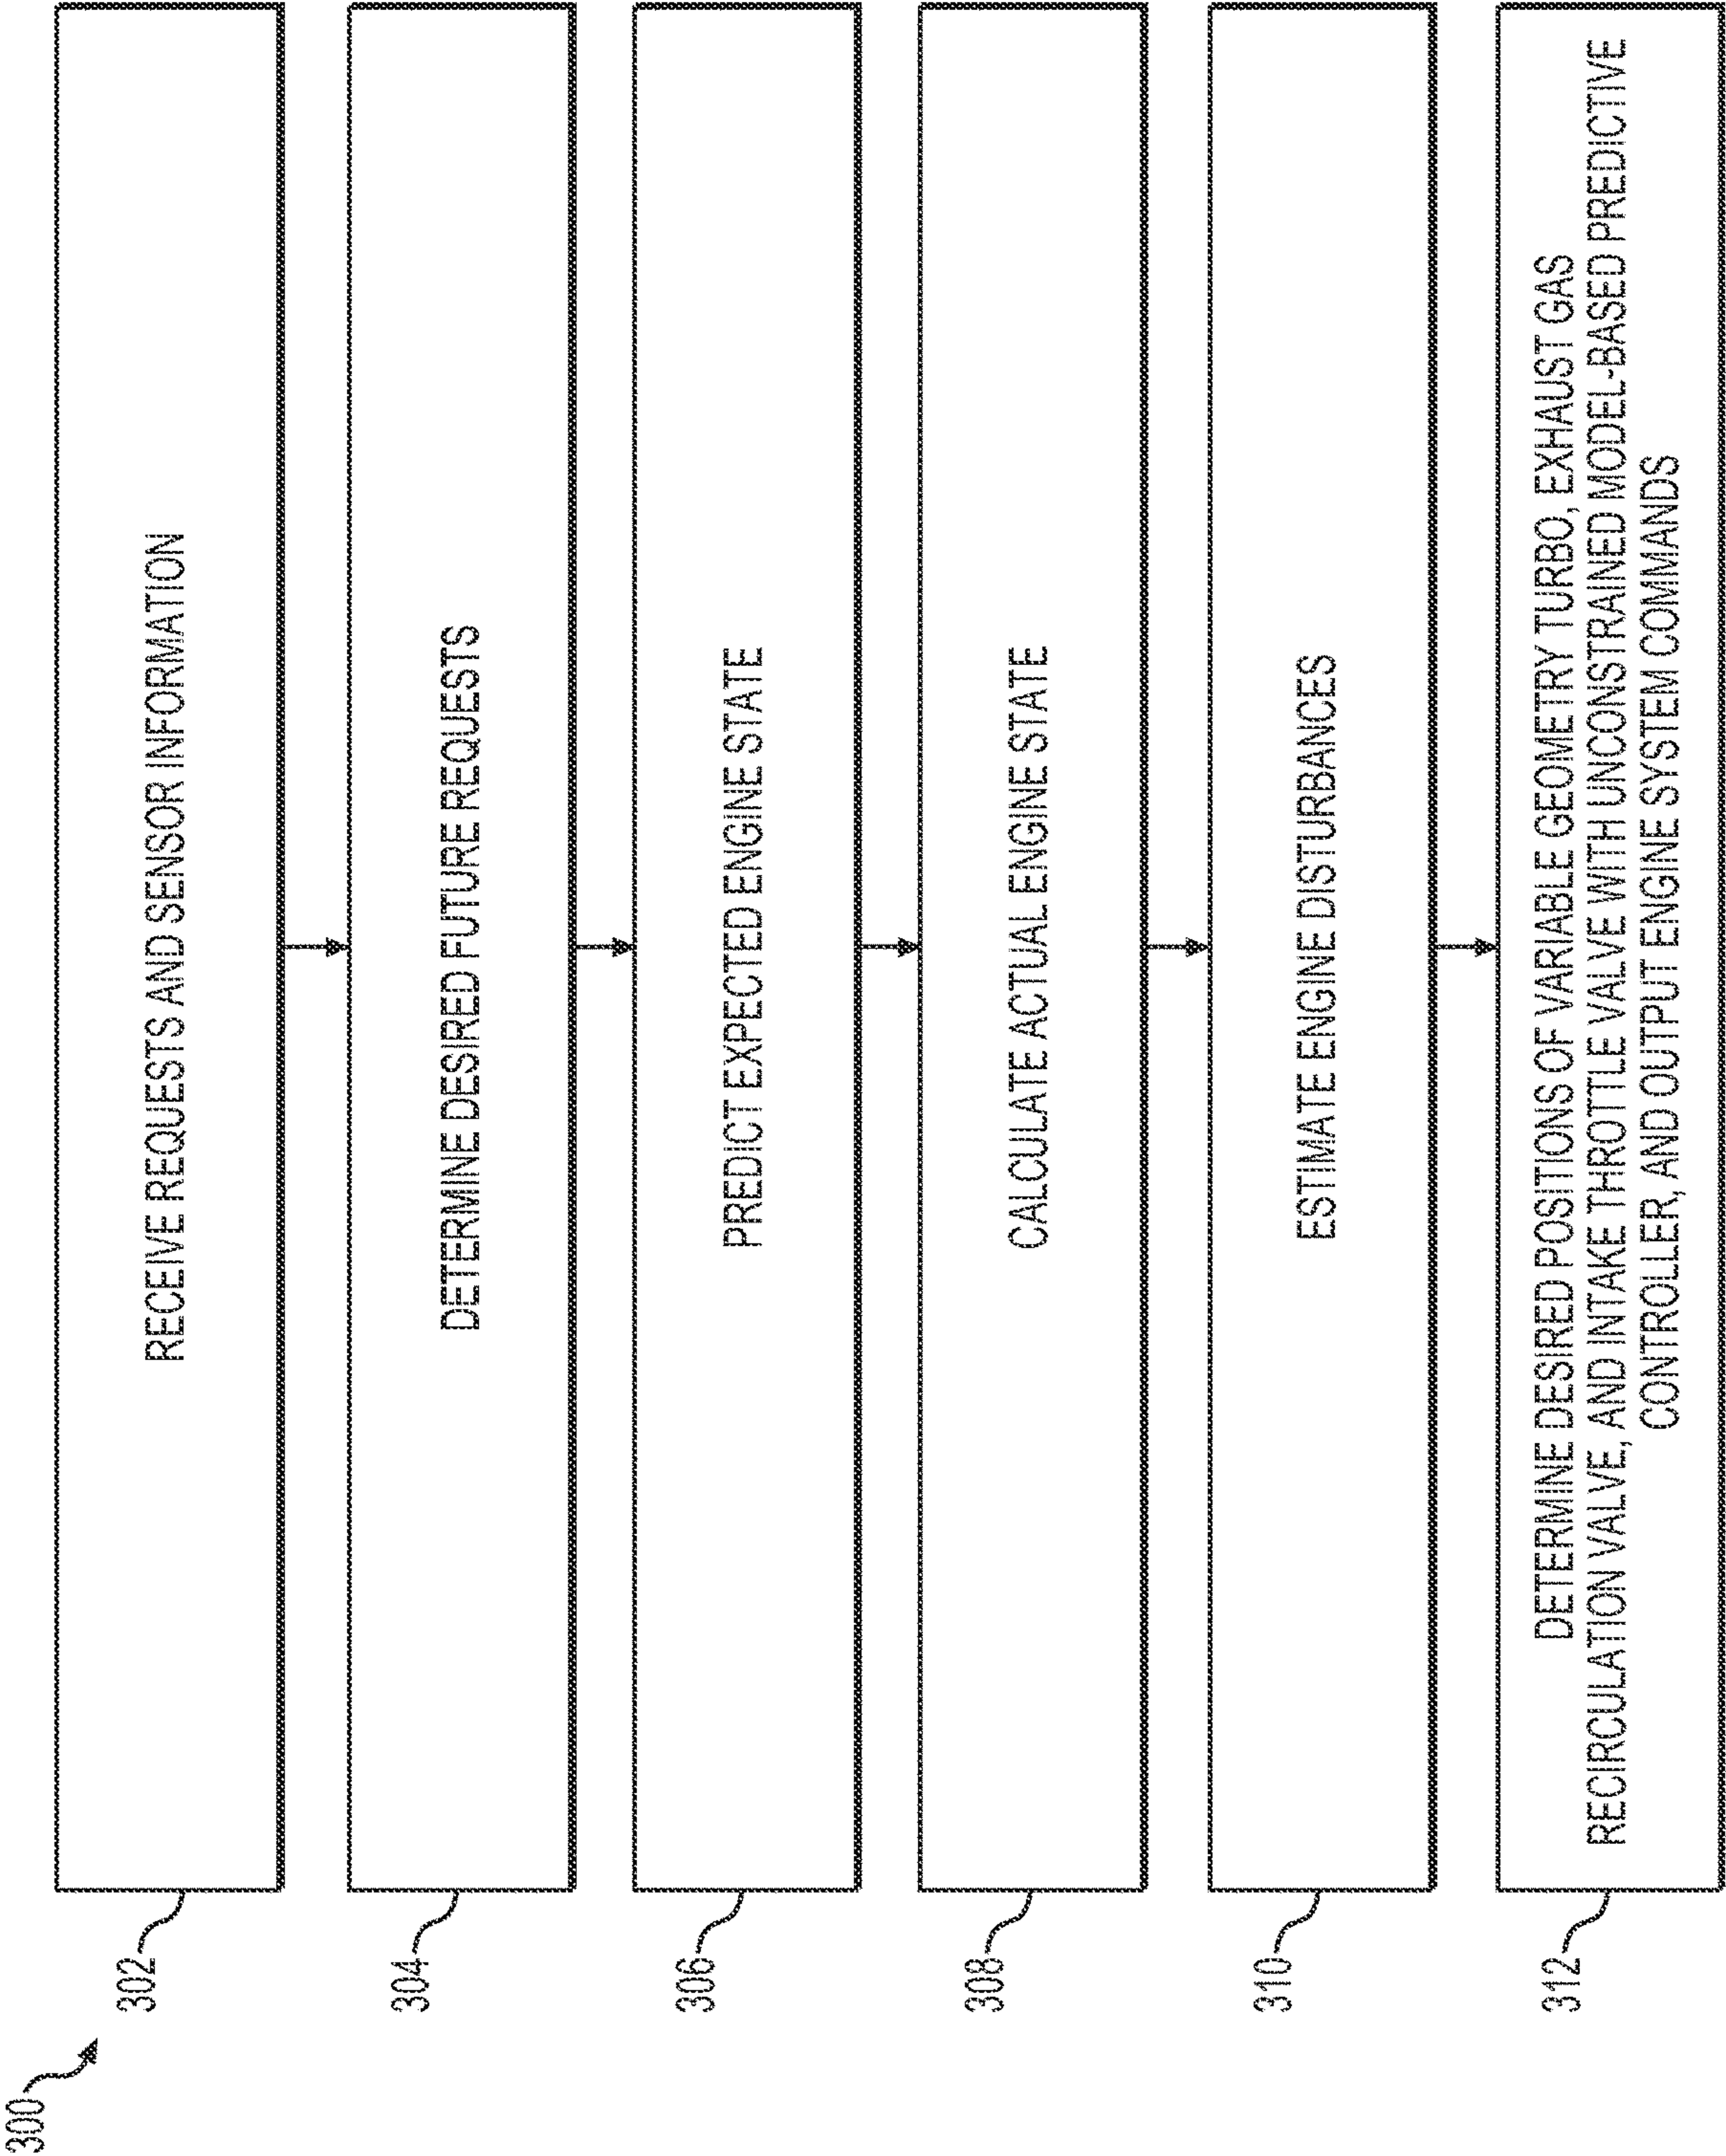 300
302
RECEIVE REQUESTS AND SENSOR INFORMATION
304
DETERMINE DESIRED FUTURE REQUESTS
306
PREDICT EXPECTED ENGINE STATE
308
CALCULATE ACTUAL ENGINE STATE
310
ESTIMATE ENGINE DISTURBANCES
312
DETERMINE DESIRED POSITIONS OF VARIABLE GEOMETRY TURBO, EXHAUST GAS
RECIRCULATION VALVE, AND INTAKE THROTTLE VALVE WITH UNCONSTRAINED MODEL-BASED PREDICTIVE
CONTROLLER, AND OUTPUT ENGINE SYSTEM COMMANDS